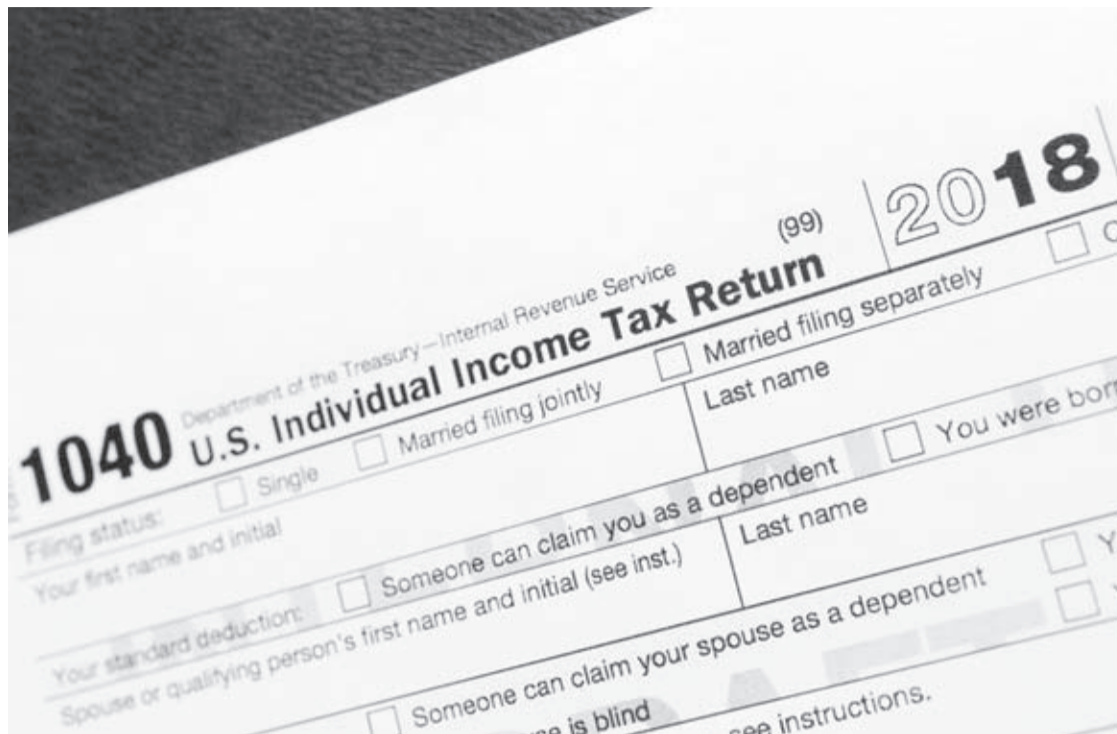 (99)
2018
Department of the Treasury—Internal Revenue Service
1040 U.S. Individual Income Tax Return
Filing status: Single Married filing jointly Married filing separately
Your first name and initial Last name
Your standard deduction: Someone can claim you as a dependent You were born
Spouse or qualifying person's first name and initial (see inst.) Last name
Someone can claim your spouse as a dependent
is blind
see instructions.